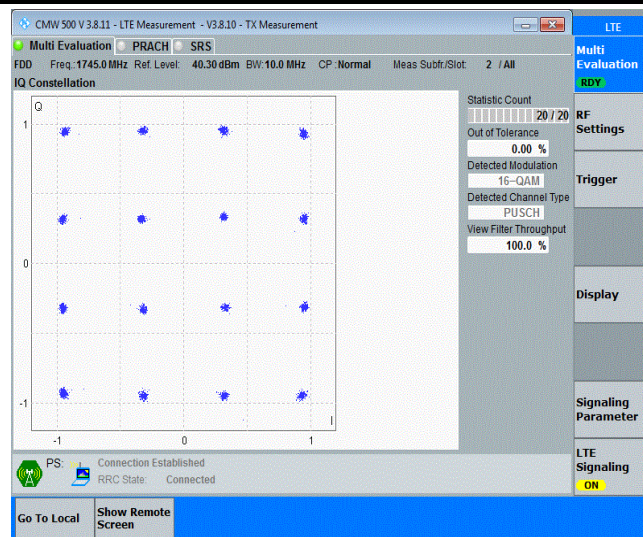 CMW 500 V 3.8.11 - LTE Measurement - V3.8.10 - TX Measurement
LTE
Multi Evaluation PRACH SRS
Multi
Evaluation
RDY
FDD Freq.:1745.0 MHz Ref. Level: 40.30 dBm BW:10.0 MHz CP :Normal Meas Subfr./Slot: 2 / All
IQ Constellation
Q
1
0
-1
-1 0 1
I
Statistic Count
20 / 20
Out of Tolerance
0.00 %
Detected Modulation
16-QAM
Detected Channel Type
PUSCH
View Filter Throughput
100.0 %
RF
Settings
Trigger
Display
Signaling
Parameter
LTE
Signaling
ON
PS: Connection Established
RRC State: Connected
Go To Local
Show Remote
Screen